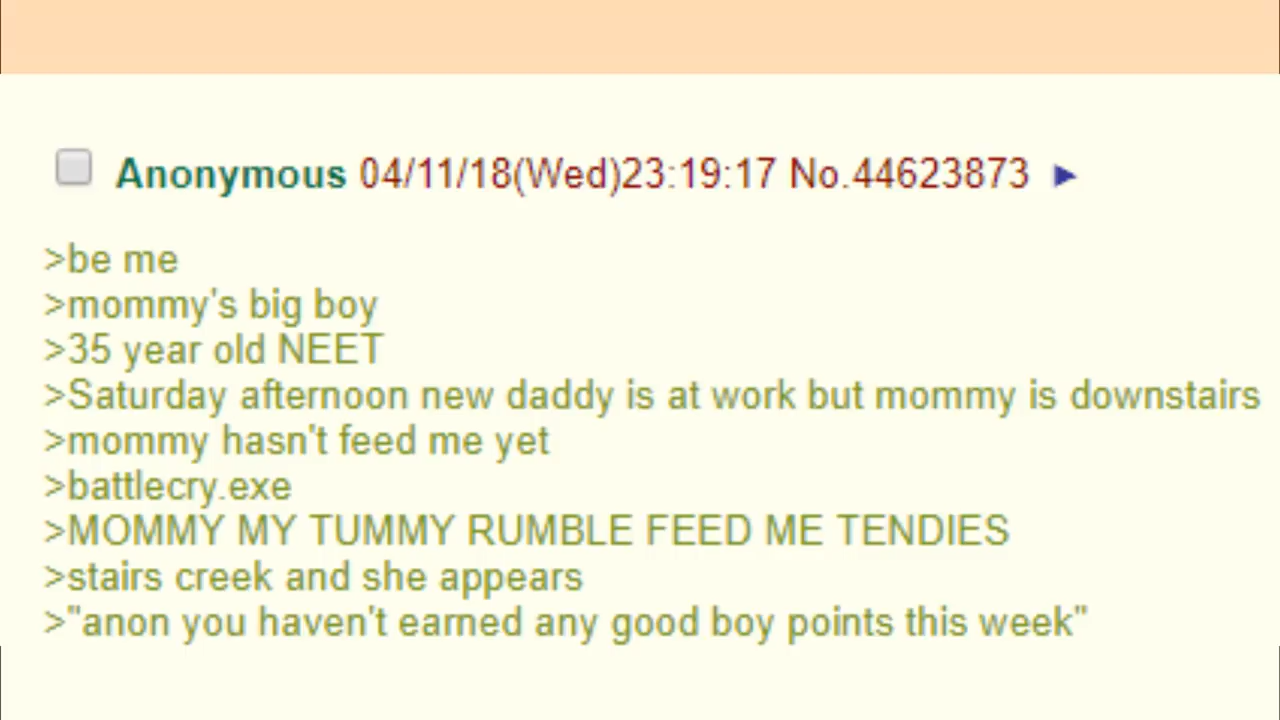 Anonymous 04/11/18(Wed)23:19:17 No.44623873 ▶
>be me
>mommy's big boy
>35 year old NEET
>Saturday afternoon new daddy is at work but mommy is downstairs
>mommy hasn't feed me yet
>battlecry.exe
>MOMMY MY TUMMY RUMBLE FEED ME TENDIES
>stairs creek and she appears
>"anon you haven't earned any good boy points this week"